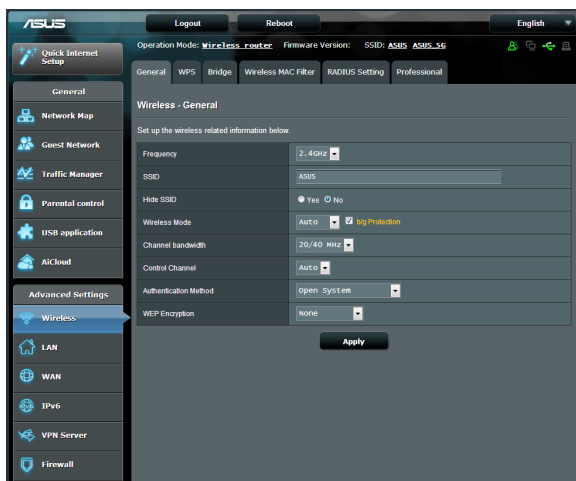 ASUS
Logout
Reboot
English
Quick Internet Setup
Operation Mode: Wireless router Firmware Version: SSID: ASUS ASUS_5G
General WPS Bridge Wireless MAC Filter RADIUS Setting Professional
General
Network Map
Guest Network
Traffic Manager
Parental control
USB application
AiCloud
Advanced Settings
Wireless
LAN
WAN
IPv6
VPN Server
Firewall
Wireless - General
Set up the wireless related information below.
Frequency 2.4GHz
SSID ASUS
Hide SSID Yes No
Wireless Mode Auto b/g Protection
Channel bandwidth 20/40 MHz
Control Channel Auto
Authentication Method Open System
WEP Encryption None
Apply